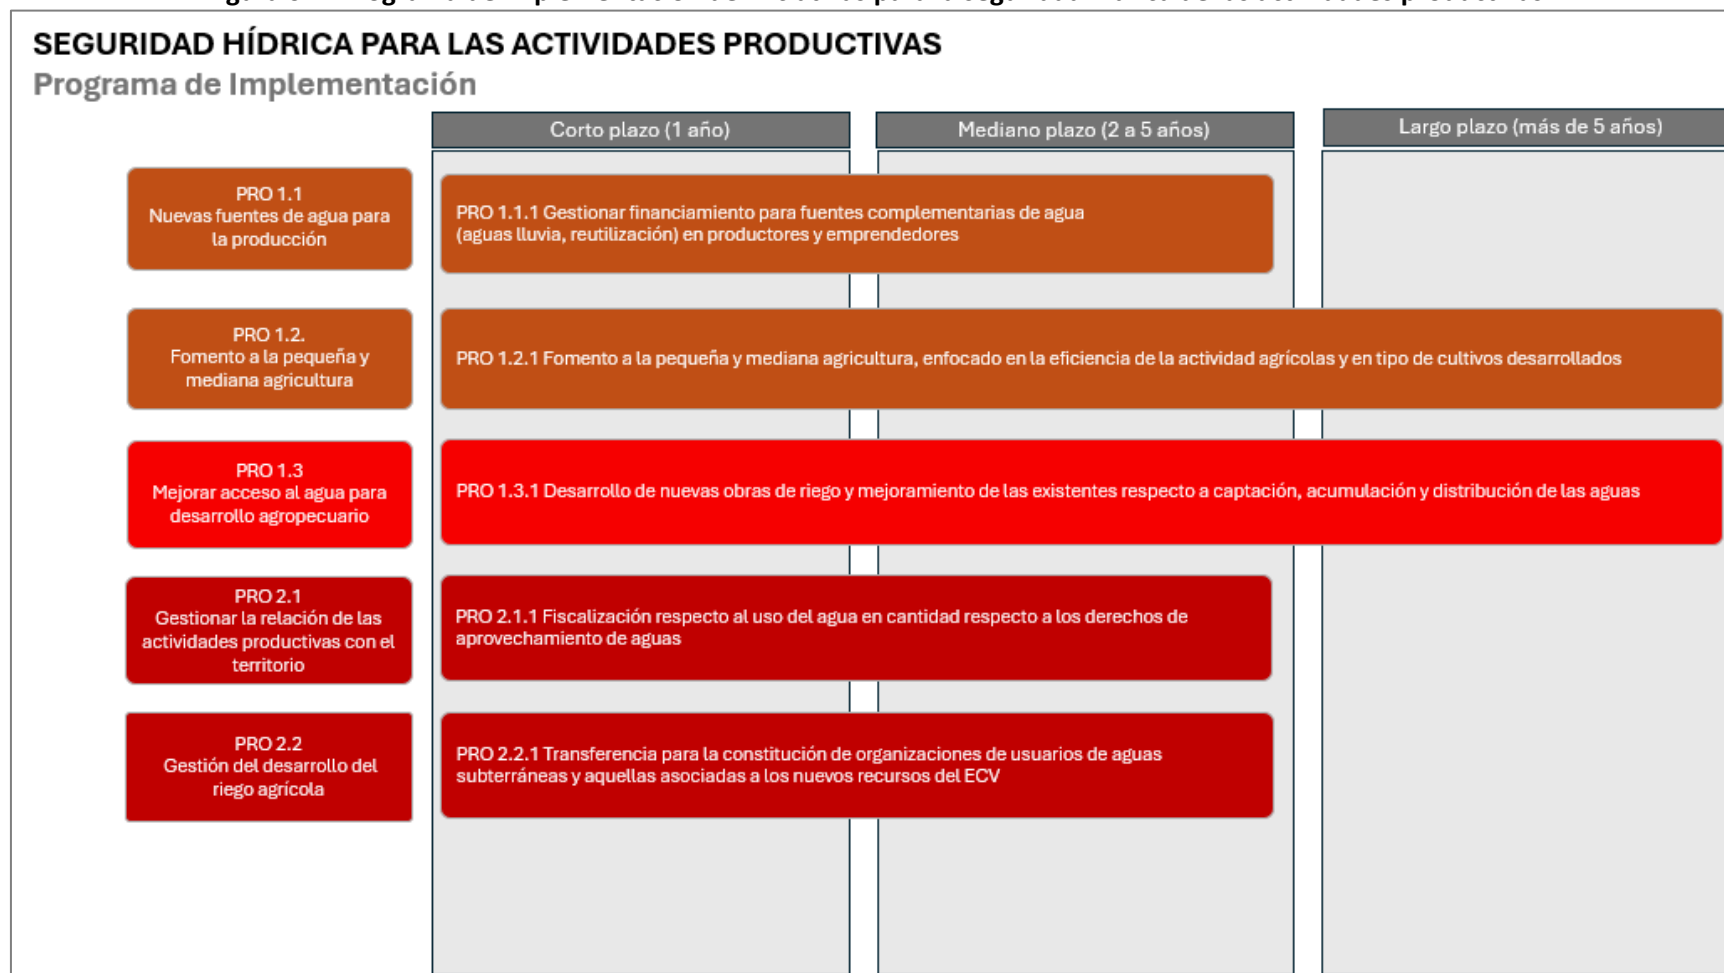 SEGURIDAD HÍDRICA PARA LAS ACTIVIDADES PRODUCTIVAS
Programa de Implementación
Corto plazo (1 año)
Mediano plazo (2 a 5 años)
Largo plazo (más de 5 años)
PRO 1.1
Nuevas fuentes de agua para
la producción
PRO 1.1.1 Gestionar financiamiento para fuentes complementarias de agua
(aguas lluvia, reutilización) en productores y emprendedores
PRO 1.2.
Fomento a la pequeña y
mediana agricultura
PRO 1.2.1 Fomento a la pequeña y mediana agricultura, enfocado en la eficiencia de la actividad agrícolas y en tipo de cultivos desarrollados
PRO 1.3
Mejorar acceso al agua para
desarrollo agropecuario
PRO 1.3.1 Desarrollo de nuevas obras de riego y mejoramiento de las existentes respecto a captación, acumulación y distribución de las aguas
PRO 2.1
Gestionar la relación de las
actividades productivas con el
territorio
PRO 2.1.1 Fiscalización respecto al uso del agua en cantidad respecto a los derechos de
aprovechamiento de aguas
PRO 2.2
Gestión del desarrollo del
riego agrícola
PRO 2.2.1 Transferencia para la constitución de organizaciones de usuarios de aguas
subterráneas y aquellas asociadas a los nuevos recursos del ECV